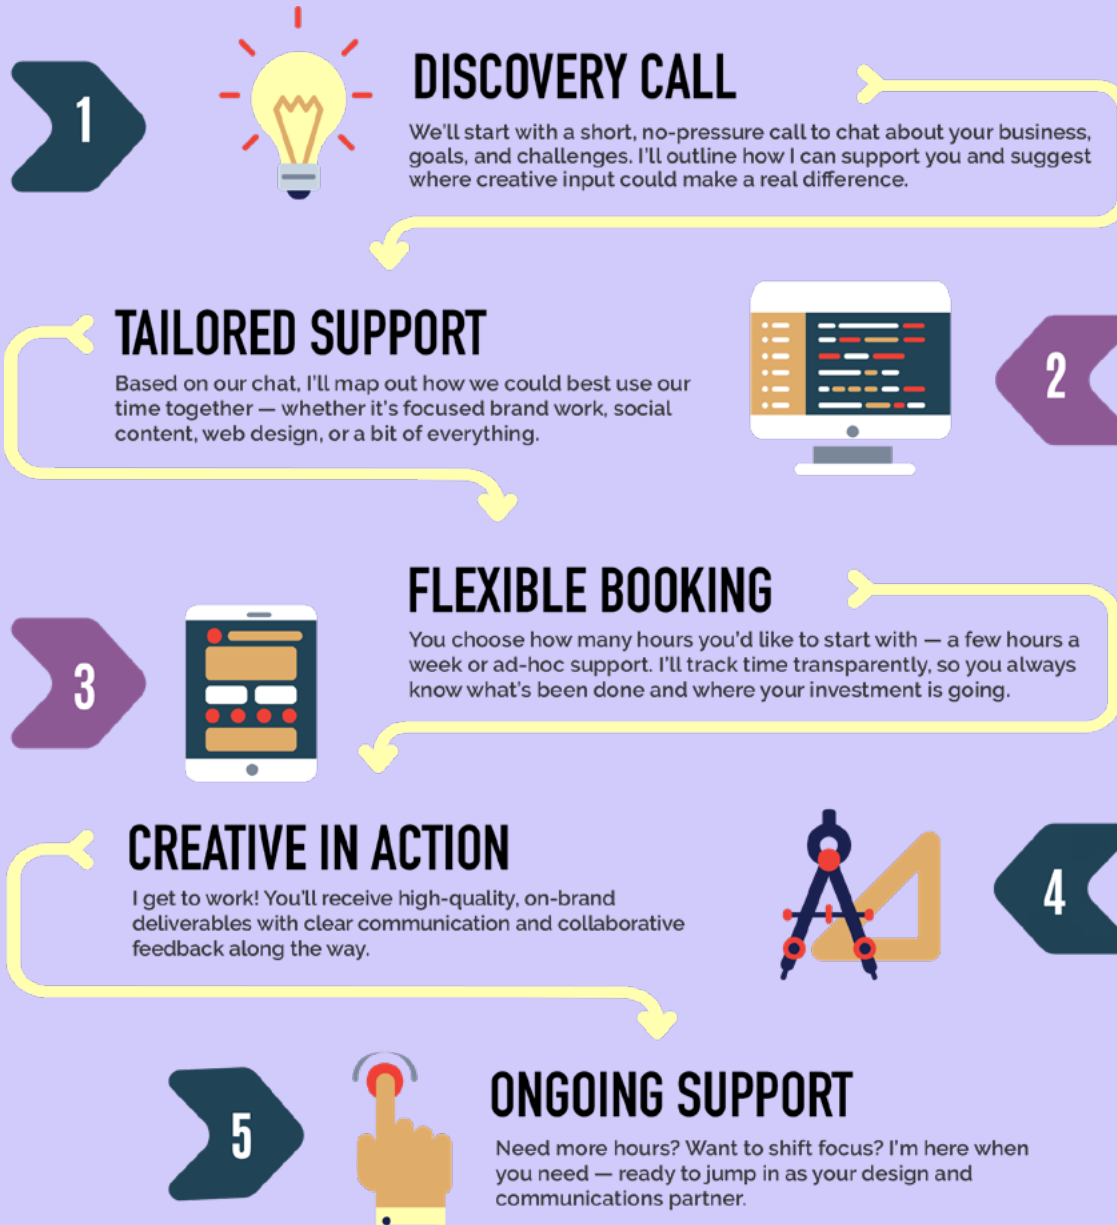 1
DISCOVERY CALL
We'll start with a short, no-pressure call to chat about your business,
goals, and challenges. I'll outline how I can support you and suggest
where creative input could make a real difference.
TAILORED SUPPORT
Based on our chat, I'll map out how we could best use our
time together — whether it's focused brand work, social
content, web design, or a bit of everything.
2
FLEXIBLE BOOKING
You choose how many hours you'd like to start with — a few hours a
week or ad-hoc support. I'll track time transparently, so you always
know what's been done and where your investment is going.
3
CREATIVE IN ACTION
I get to work! You'll receive high-quality, on-brand
deliverables with clear communication and collaborative
feedback along the way.
4
5
ONGOING SUPPORT
Need more hours? Want to shift focus? I'm here when
you need — ready to jump in as your design and
communications partner.